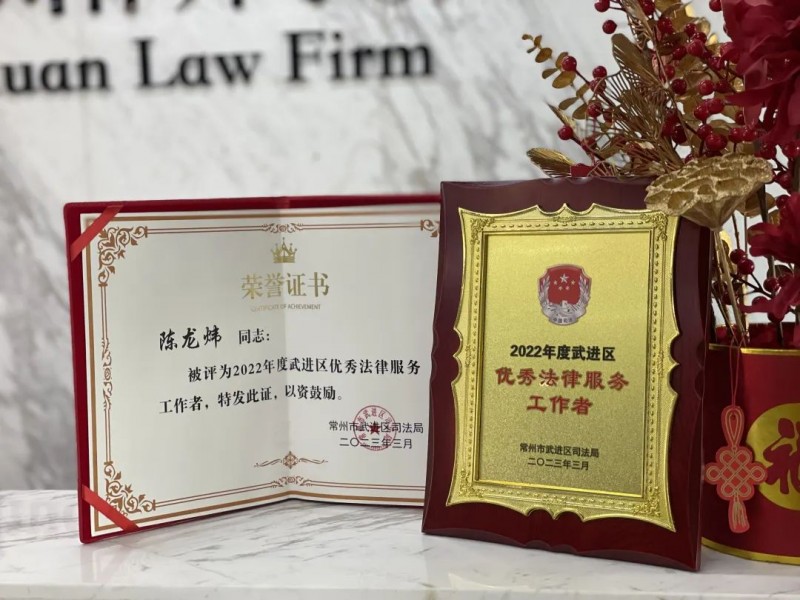 uan Law Firm
荣誉证书
CERTIFICATE OF ACHIEVEMENT
陈龙炜 同志：
被评为2022年度武进区优秀法律服务
工作者，特发此证，以资鼓励。
常州市武进区司法局
二〇二三年三月
2022年度武进区
优秀法律服务
工作者
常州市武进区司法局
二〇二三年三月